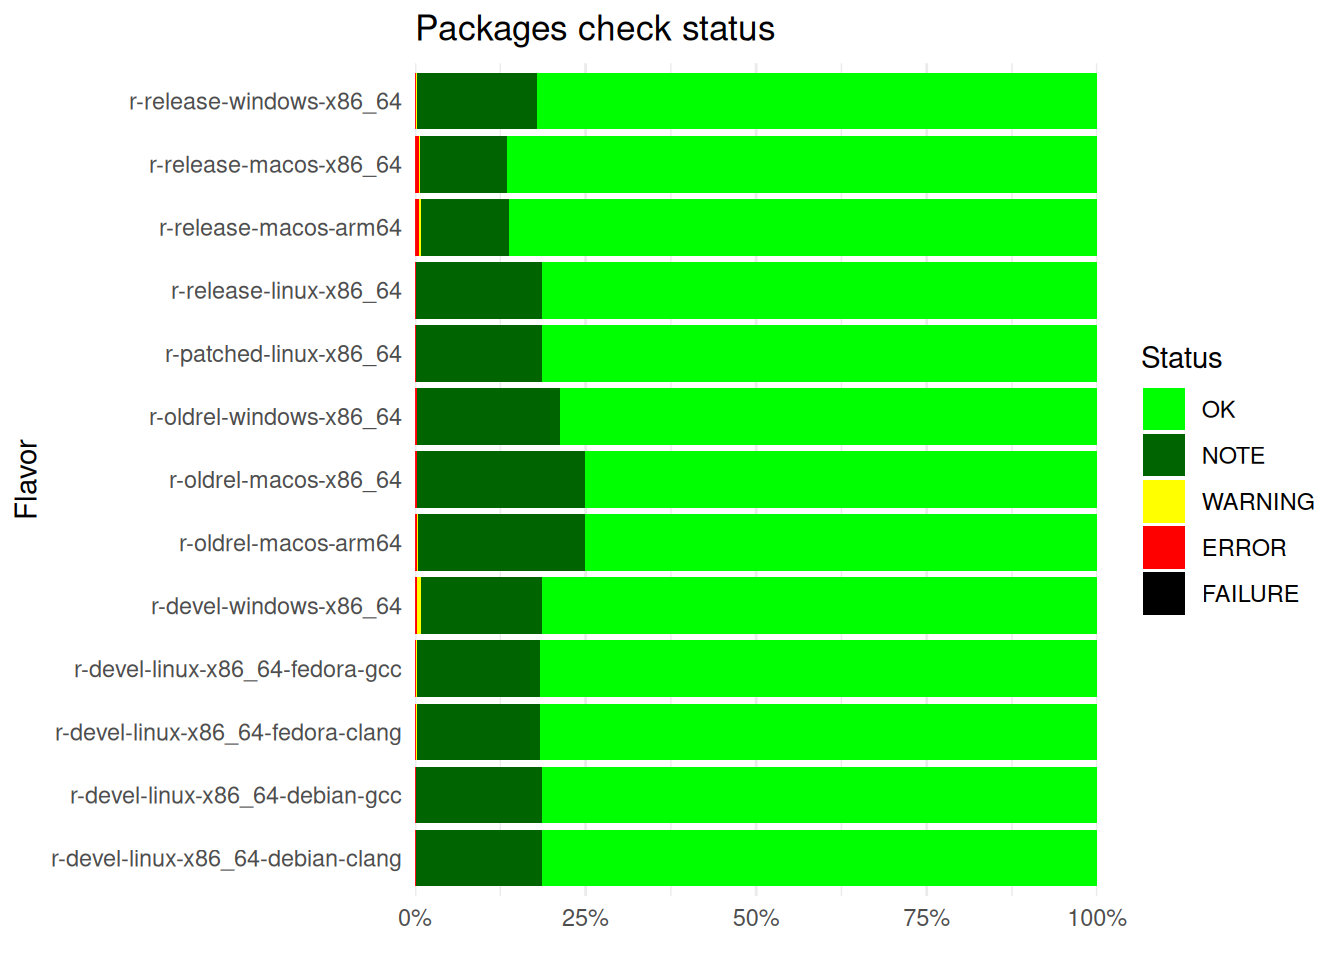 Packages check status
r-release-windows-x86_64
r-release-macos-x86_64
r-release-macos-arm64
r-release-linux-x86_64
r-patched-linux-x86_64
r-oldrel-windows-x86_64
r-oldrel-macos-x86_64
r-oldrel-macos-arm64
r-devel-windows-x86_64
r-devel-linux-x86_64-fedora-gcc
r-devel-linux-x86_64-fedora-clang
r-devel-linux-x86_64-debian-gcc
r-devel-linux-x86_64-debian-clang
Flavor
0%
25%
50%
75%
100%
Status
OK
NOTE
WARNING
ERROR
FAILURE